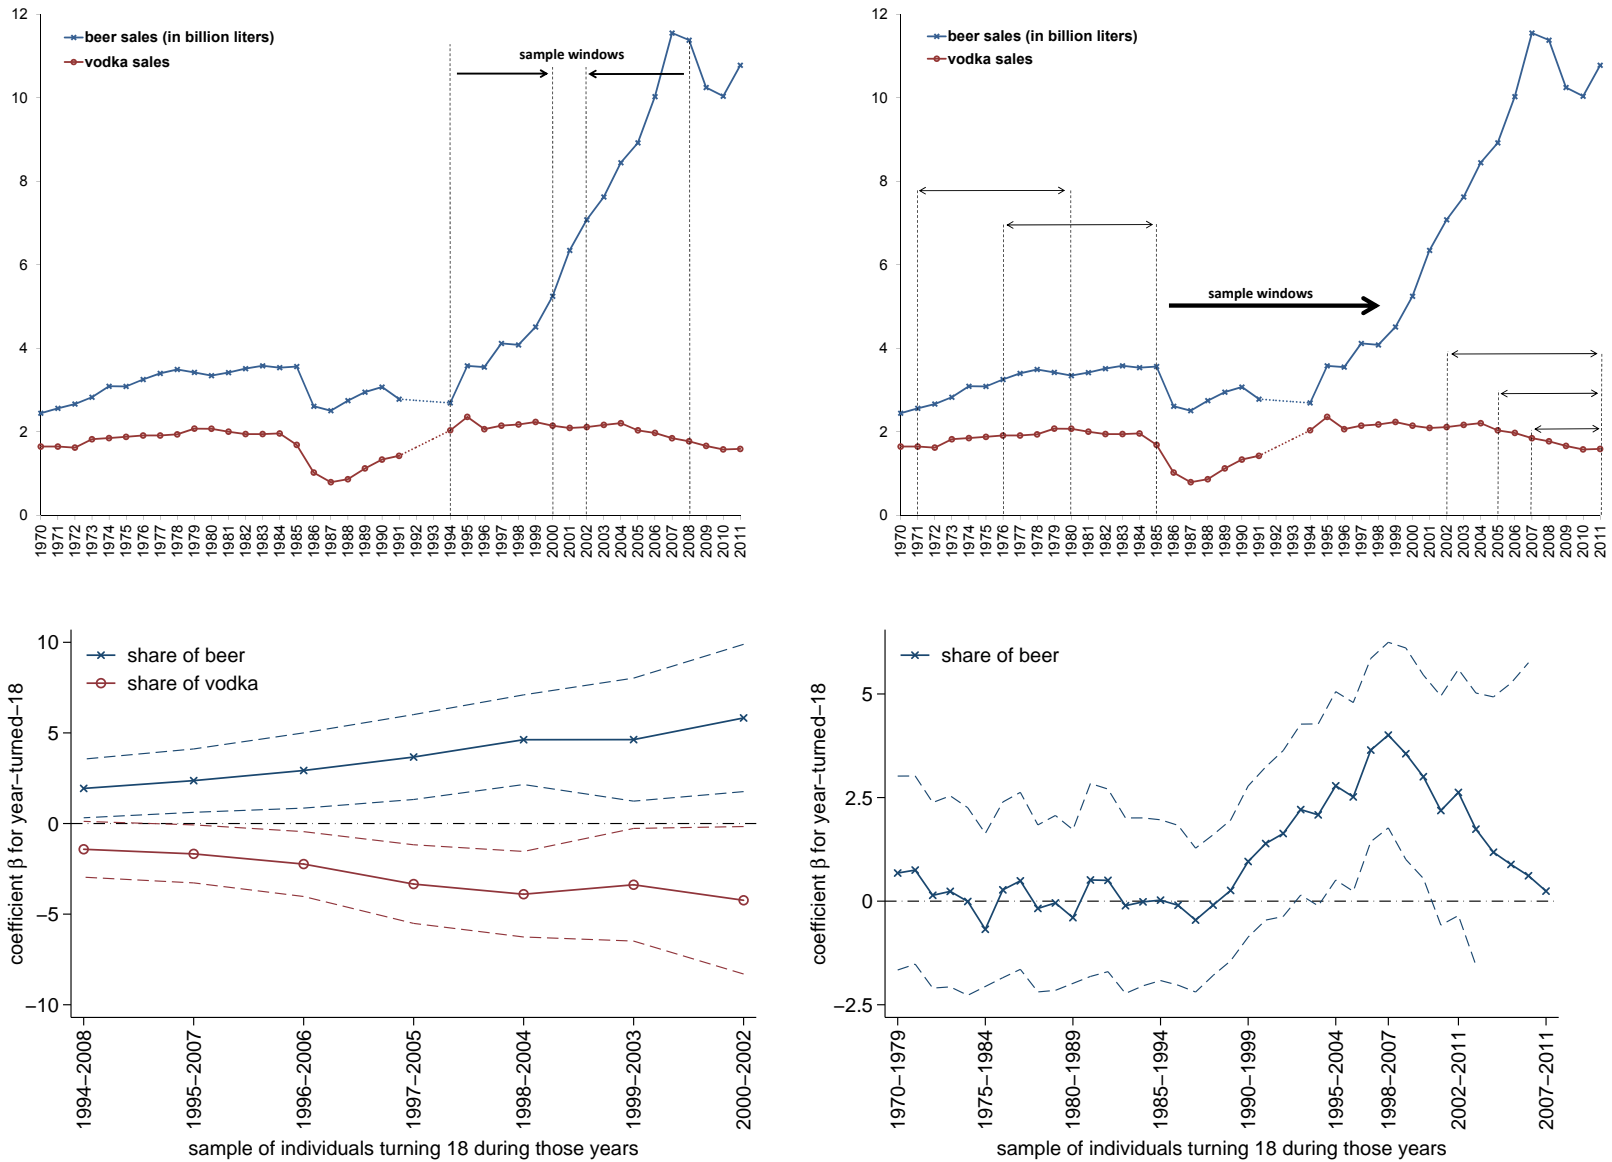 12
10
8
6
4
2
0
beer sales (in billion liters)
vodka sales
sample windows
1970 1971 1972 1973 1974 1975 1976 1977 1978 1979 1980 1981 1982 1983 1984 1985 1986 1987 1988 1989 1990 1991 1992 1993 1994 1995 1996 1997 1998 1999 2000 2001 2002 2003 2004 2005 2006 2007 2008 2009 2010 2011
12
10
8
6
4
2
0
beer sales (in billion liters)
vodka sales
sample windows
1970 1971 1972 1973 1974 1975 1976 1977 1978 1979 1980 1981 1982 1983 1984 1985 1986 1987 1988 1989 1990 1991 1992 1993 1994 1995 1996 1997 1998 1999 2000 2001 2002 2003 2004 2005 2006 2007 2008 2009 2010 2011
coefficient β for year−turned−18
10
5
0
−5
−10
share of beer
share of vodka
1994−2008 1995−2007 1996−2006 1997−2005 1998−2004 1999−2003 2000−2002
sample of individuals turning 18 during those years
coefficient β for year−turned−18
5
2.5
0
−2.5
share of beer
1970−1979 1975−1984 1980−1989 1985−1994 1990−1999 1995−2004 1998−2007 2002−2011 2007−2011
sample of individuals turning 18 during those years